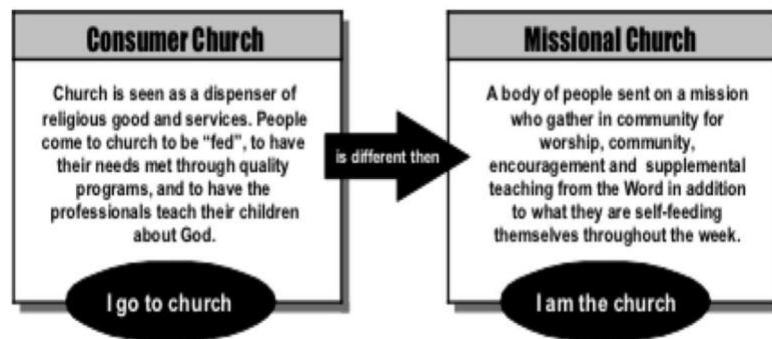 Consumer Church
Church is seen as a dispenser of
religious good and services. People
come to church to be “fed”, to have
their needs met through quality
programs, and to have the
professionals teach their children
about God.
I go to church
is different then
Missional Church
A body of people sent on a mission
who gather in community for
worship, community,
encouragement and supplemental
teaching from the Word in addition
to what they are self-feeding
themselves throughout the week.
I am the church